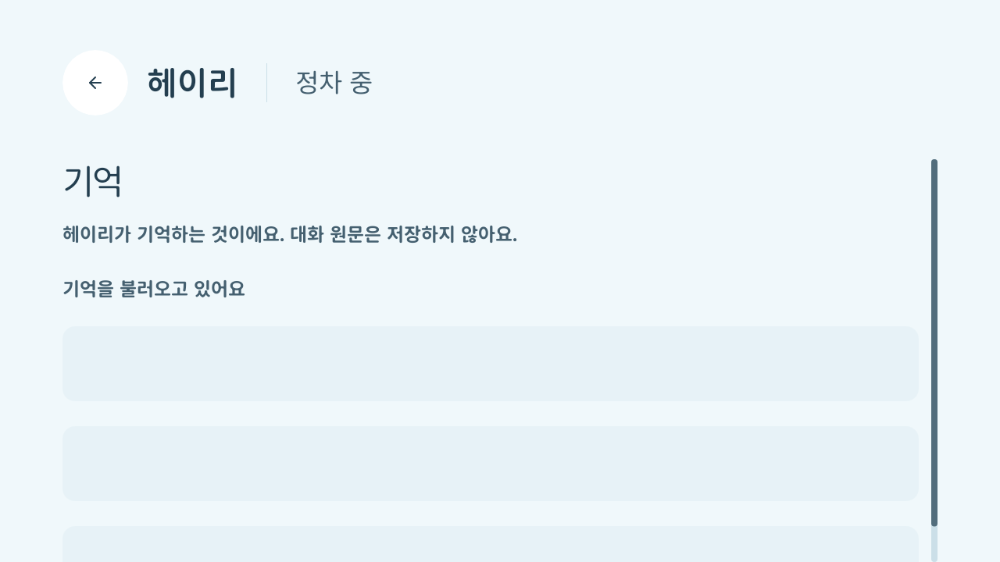 헤이리
정차 중
기억
헤이리가 기억하는 것이에요. 대화 원문은 저장하지 않아요.
기억을 불러오고 있어요